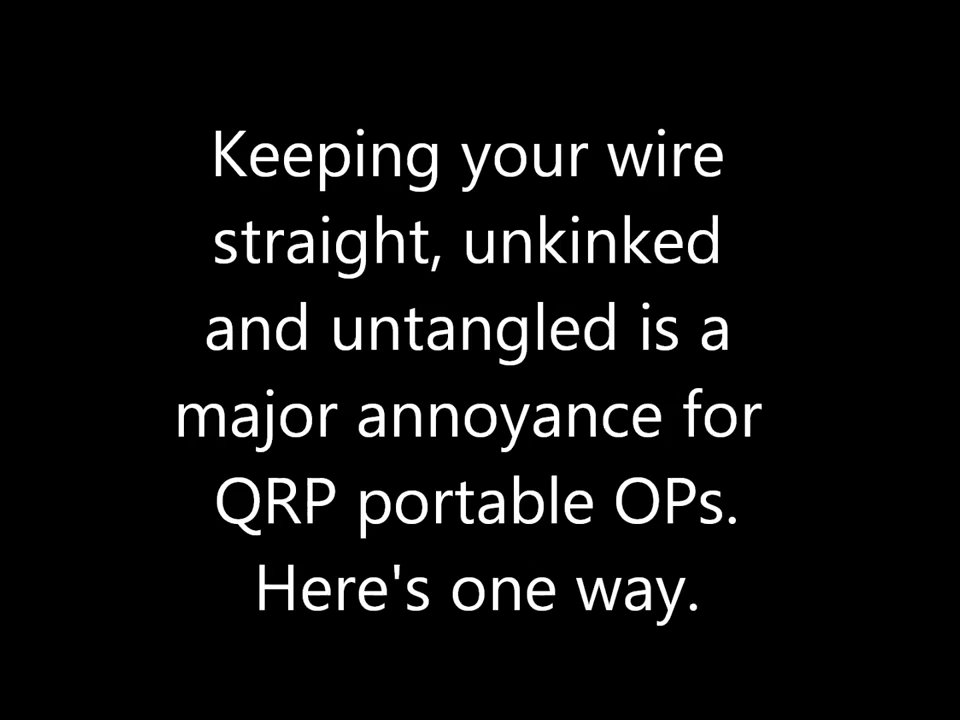 Keeping your wire
straight, unkinked
and untangled is a
major annoyance for
QRP portable OPs.
Here's one way.